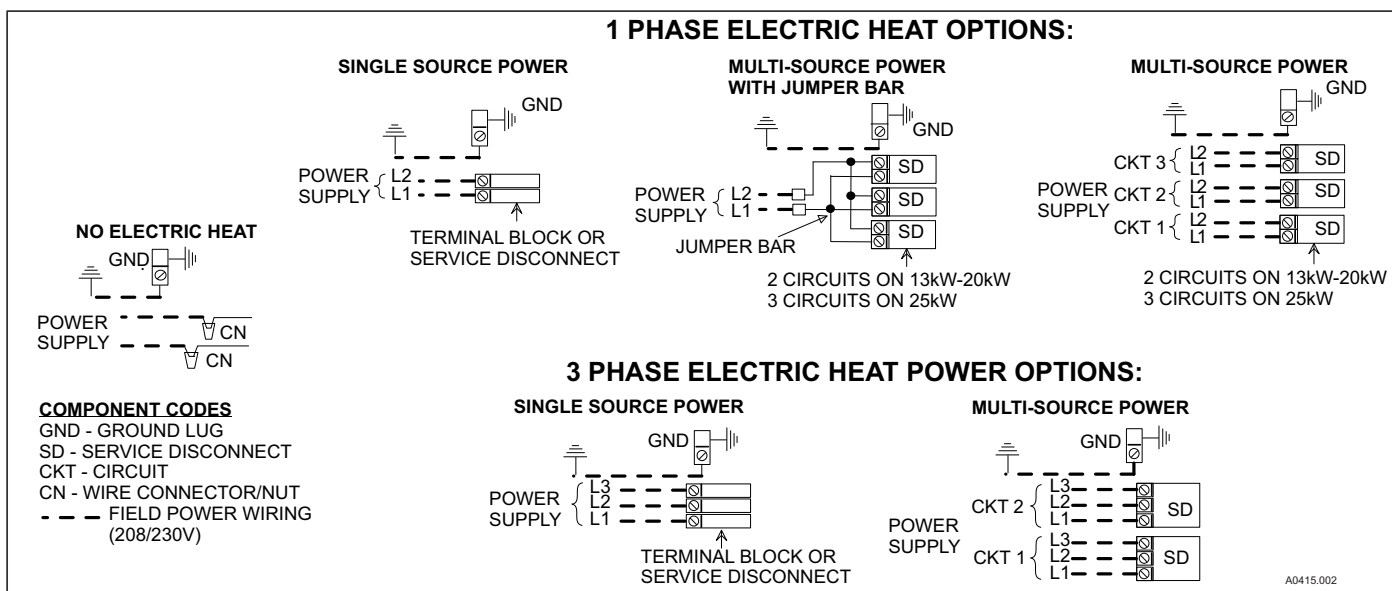 1 PHASE ELECTRIC HEAT OPTIONS:
SINGLE SOURCE POWER
GND
POWER
SUPPLY
L2
L1
TERMINAL BLOCK OR
SERVICE DISCONNECT
MULTI-SOURCE POWER
WITH JUMPER BAR
GND
POWER
SUPPLY
L2
L1
SD
SD
SD
JUMPER BAR
2 CIRCUITS ON 13kW-20kW
3 CIRCUITS ON 25kW
MULTI-SOURCE POWER
GND
POWER
SUPPLY
CKT 3
L2
L1
SD
CKT 2
L2
L1
SD
CKT 1
L2
L1
SD
2 CIRCUITS ON 13kW-20kW
3 CIRCUITS ON 25kW
NO ELECTRIC HEAT
GND
POWER
SUPPLY
CN
CN
COMPONENT CODES
GND - GROUND LUG
SD - SERVICE DISCONNECT
CKT - CIRCUIT
CN - WIRE CONNECTOR/NUT
FIELD POWER WIRING
(208/230V)
3 PHASE ELECTRIC HEAT POWER OPTIONS:
SINGLE SOURCE POWER
GND
POWER
SUPPLY
L3
L2
L1
TERMINAL BLOCK OR
SERVICE DISCONNECT
MULTI-SOURCE POWER
GND
POWER
SUPPLY
CKT 2
L3
L2
L1
SD
CKT 1
L3
L2
L1
SD
A0415.002